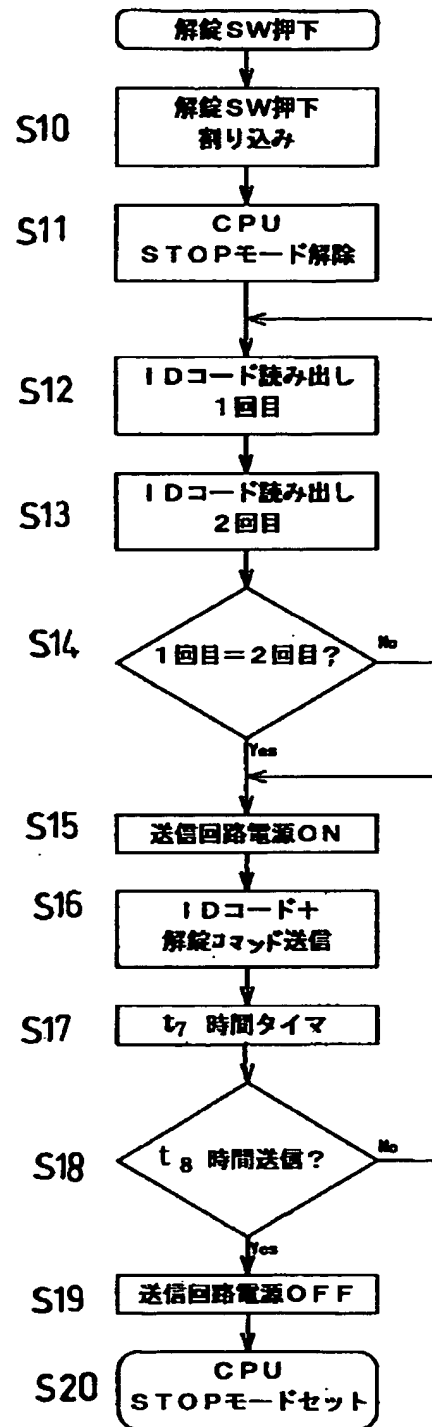 解錠SW押下
S10
解錠SW押下
割り込み
S11
CPU
STOPモード解除
S12
IDコード読み出し
1回目
S13
IDコード読み出し
2回目
S14
1回目=2回目?
No
Yes
S15
送信回路電源ON
S16
IDコード+
解錠コマンド送信
S17
t7 時間タイマ
S18
t8 時間送信?
No
Yes
S19
送信回路電源OFF
S20
CPU
STOPモードセット